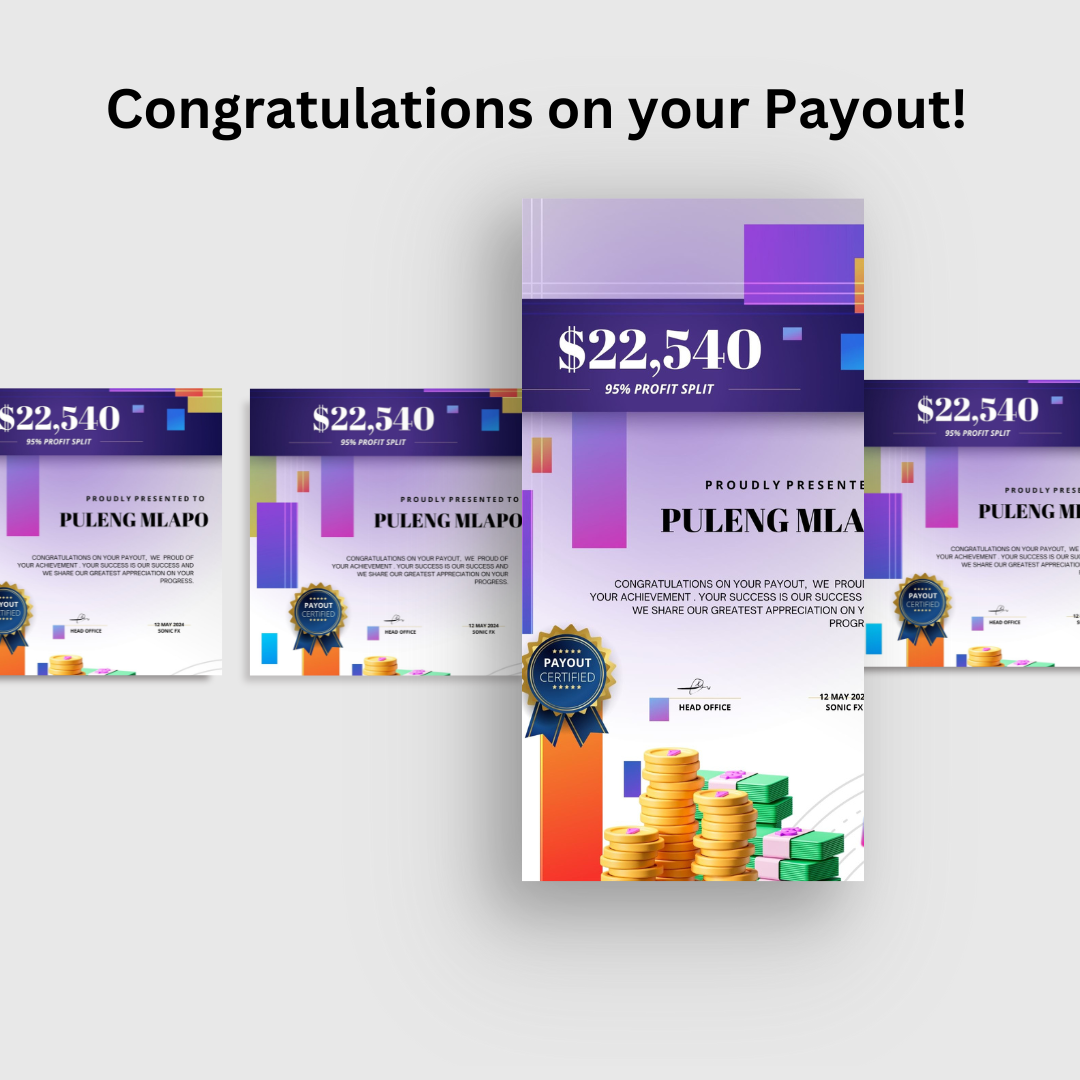 Congratulations on your Payout!
$22,540
95% PROFIT SPLIT
PROUDLY PRESENTED TO
PULENG MLAPO
CONGRATULATIONS ON YOUR PAYOUT, WE PROUD OF
YOUR ACHIEVEMENT . YOUR SUCCESS IS OUR SUCCESS AND
WE SHARE OUR GREATEST APPRECIATION ON YOUR
PROGRESS.
PAYOUT
CERTIFIED
HEAD OFFICE
12 MAY 2024
SONIC FX
$22,540
95% PROFIT SPLIT
PROUDLY PRESENTED TO
PULENG MLAPO
CONGRATULATIONS ON YOUR PAYOUT, WE PROUD OF
YOUR ACHIEVEMENT . YOUR SUCCESS IS OUR SUCCESS AND
WE SHARE OUR GREATEST APPRECIATION ON YOUR
PROGRESS.
PAYOUT
CERTIFIED
HEAD OFFICE
12 MAY 2024
SONIC FX
$22,540
95% PROFIT SPLIT
PROUDLY PRESENTE
PULENG MLA
CONGRATULATIONS ON YOUR PAYOUT, WE PROU
YOUR ACHIEVEMENT . YOUR SUCCESS IS OUR SUCCESS
WE SHARE OUR GREATEST APPRECIATION ON Y
PROGR
PAYOUT
CERTIFIED
HEAD OFFICE
12 MAY 202
SONIC FX
$22,540
95% PROFIT SPLIT
PROUDLY PRESE
PULENG M
CONGRATULATIONS ON YOUR PAYOUT, WE
YOUR ACHIEVEMENT . YOUR SUCCESS IS OUR SUC
WE SHARE OUR GREATEST APPRECIATION
PAYOUT
CERTIFIED
HEAD OFFICE